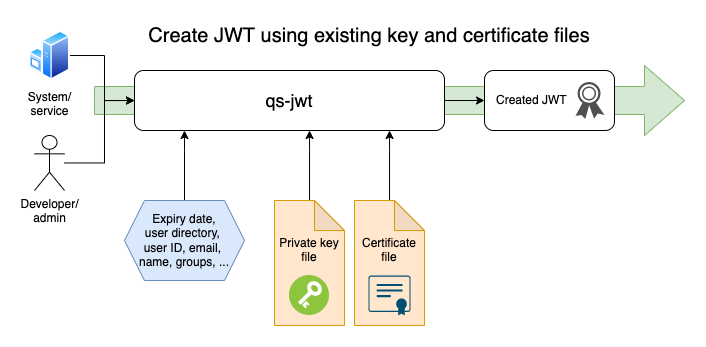 Create JWT using existing key and certificate files
System/
service
qs-jwt
Created JWT
Developer/
admin
Expiry date,
user directory,
user ID, email,
name, groups, ...
Private key
file
Certificate
file